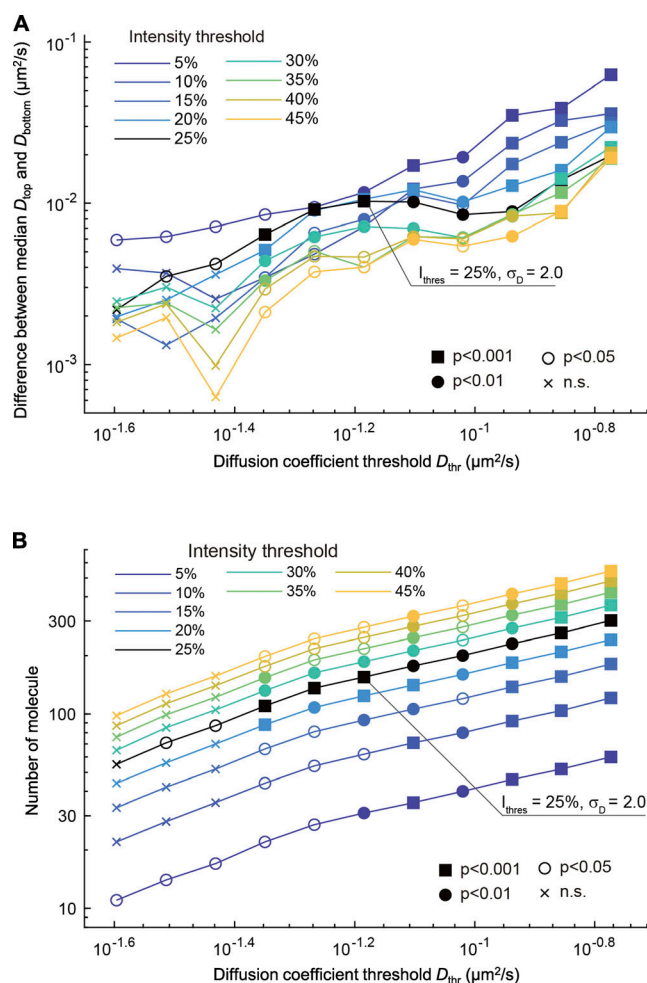 A
Intensity threshold
5%
10%
15%
20%
25%
30%
35%
40%
45%
Difference between median D_top and D_bottom (μm²/s)
10⁻¹
10⁻²
10⁻³
I_thres = 25%, σ_D = 2.0
p<0.001
p<0.01
p<0.05
n.s.
10⁻¹·⁶
10⁻¹·⁴
10⁻¹·²
10⁻¹
10⁻⁰·⁸
Diffusion coefficient threshold D_thr (μm²/s)
B
Intensity threshold
5%
10%
15%
20%
25%
30%
35%
40%
45%
Number of molecule
300
100
30
10
I_thres = 25%, σ_D = 2.0
p<0.001
p<0.01
p<0.05
n.s.
10⁻¹·⁶
10⁻¹·⁴
10⁻¹·²
10⁻¹
10⁻⁰·⁸
Diffusion coefficient threshold D_thr (μm²/s)